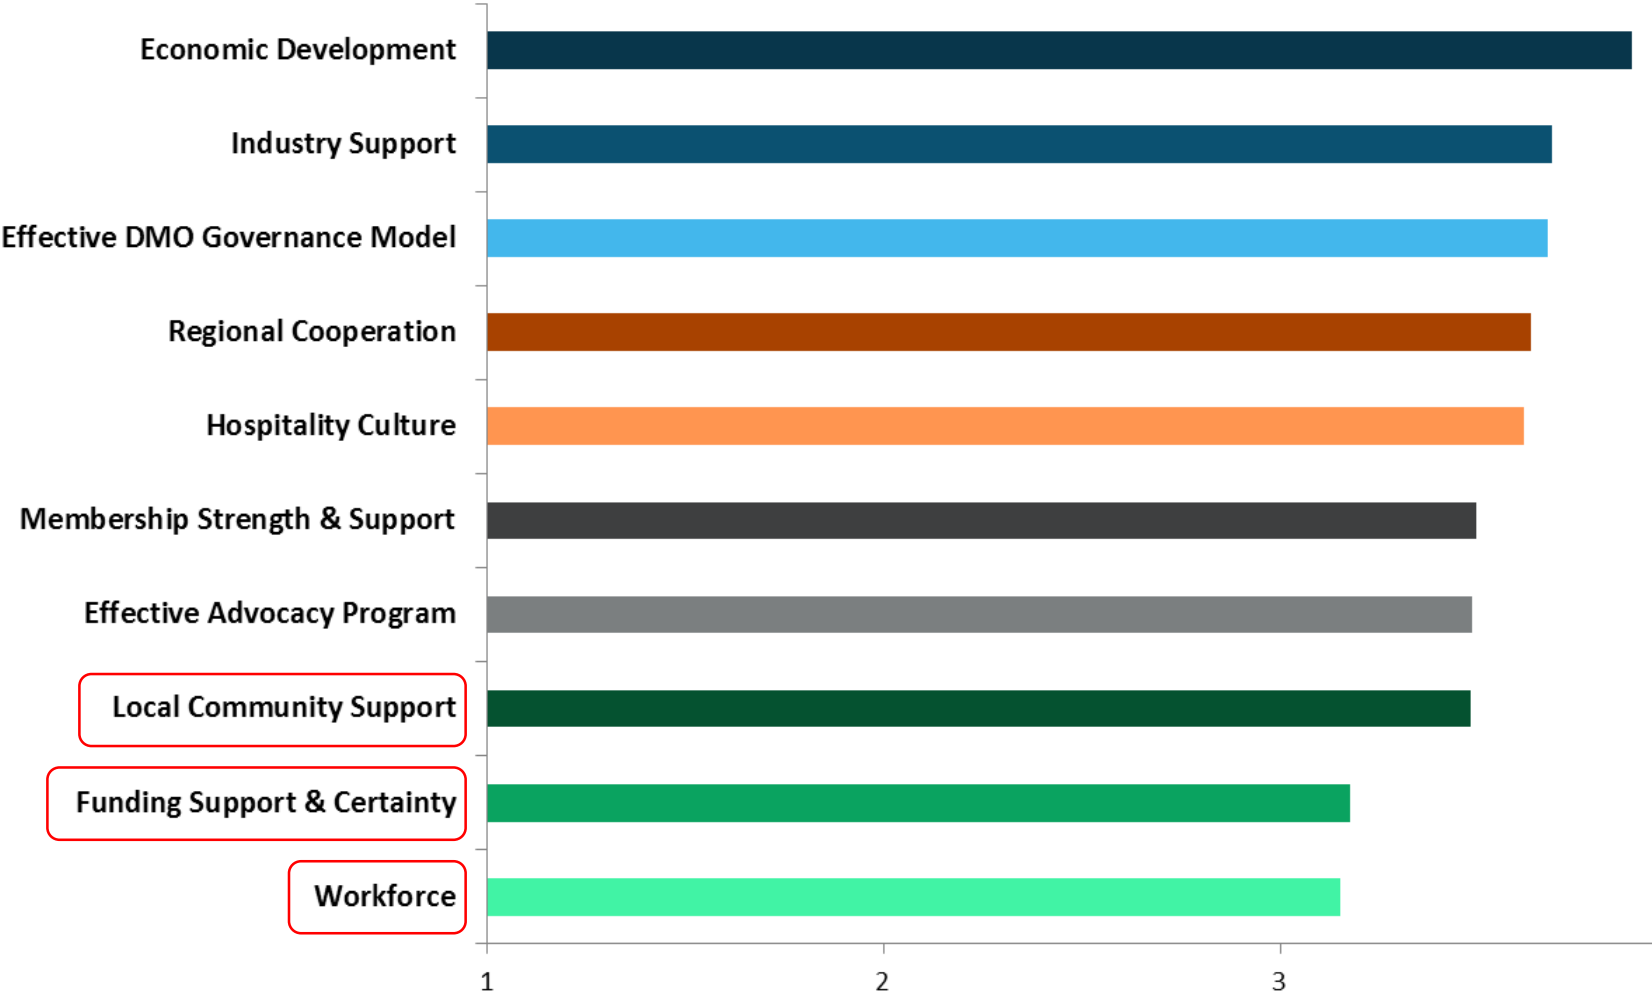 Economic Development
Industry Support
Effective DMO Governance Model
Regional Cooperation
Hospitality Culture
Membership Strength & Support
Effective Advocacy Program
Local Community Support
Funding Support & Certainty
Workforce
1 2 3